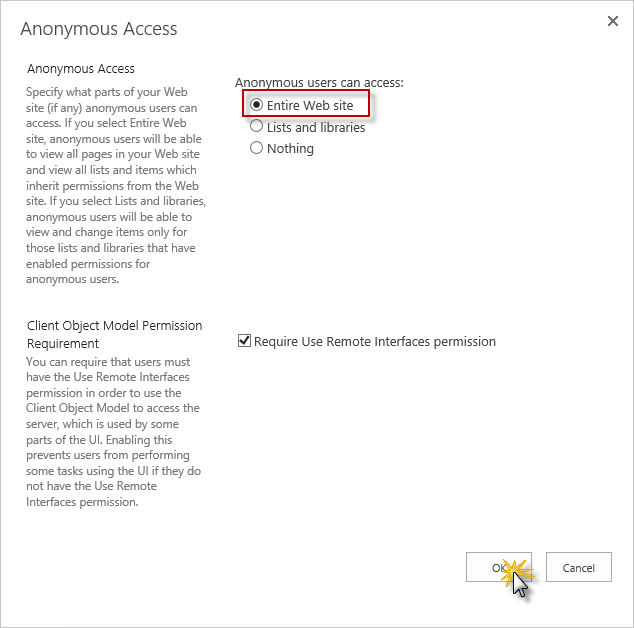 Anonymous Access
Anonymous Access
Specify what parts of your Web
site (if any) anonymous users can
access. If you select Entire Web
site, anonymous users will be able
to view all pages in your Web site
and view all lists and items which
inherit permissions from the Web
site. If you select Lists and libraries,
anonymous users will be able to
view and change items only for
those lists and libraries that have
enabled permissions for
anonymous users.
Anonymous users can access:
Entire Web site
Lists and libraries
Nothing
Client Object Model Permission
Requirement
You can require that users must
have the Use Remote Interfaces
permission in order to use the
Client Object Model to access the
server, which is used by some
parts of the UI. Enabling this
prevents users from performing
some tasks using the UI if they do
not have the Use Remote
Interfaces permission.
Require Use Remote Interfaces permission
OK
Cancel